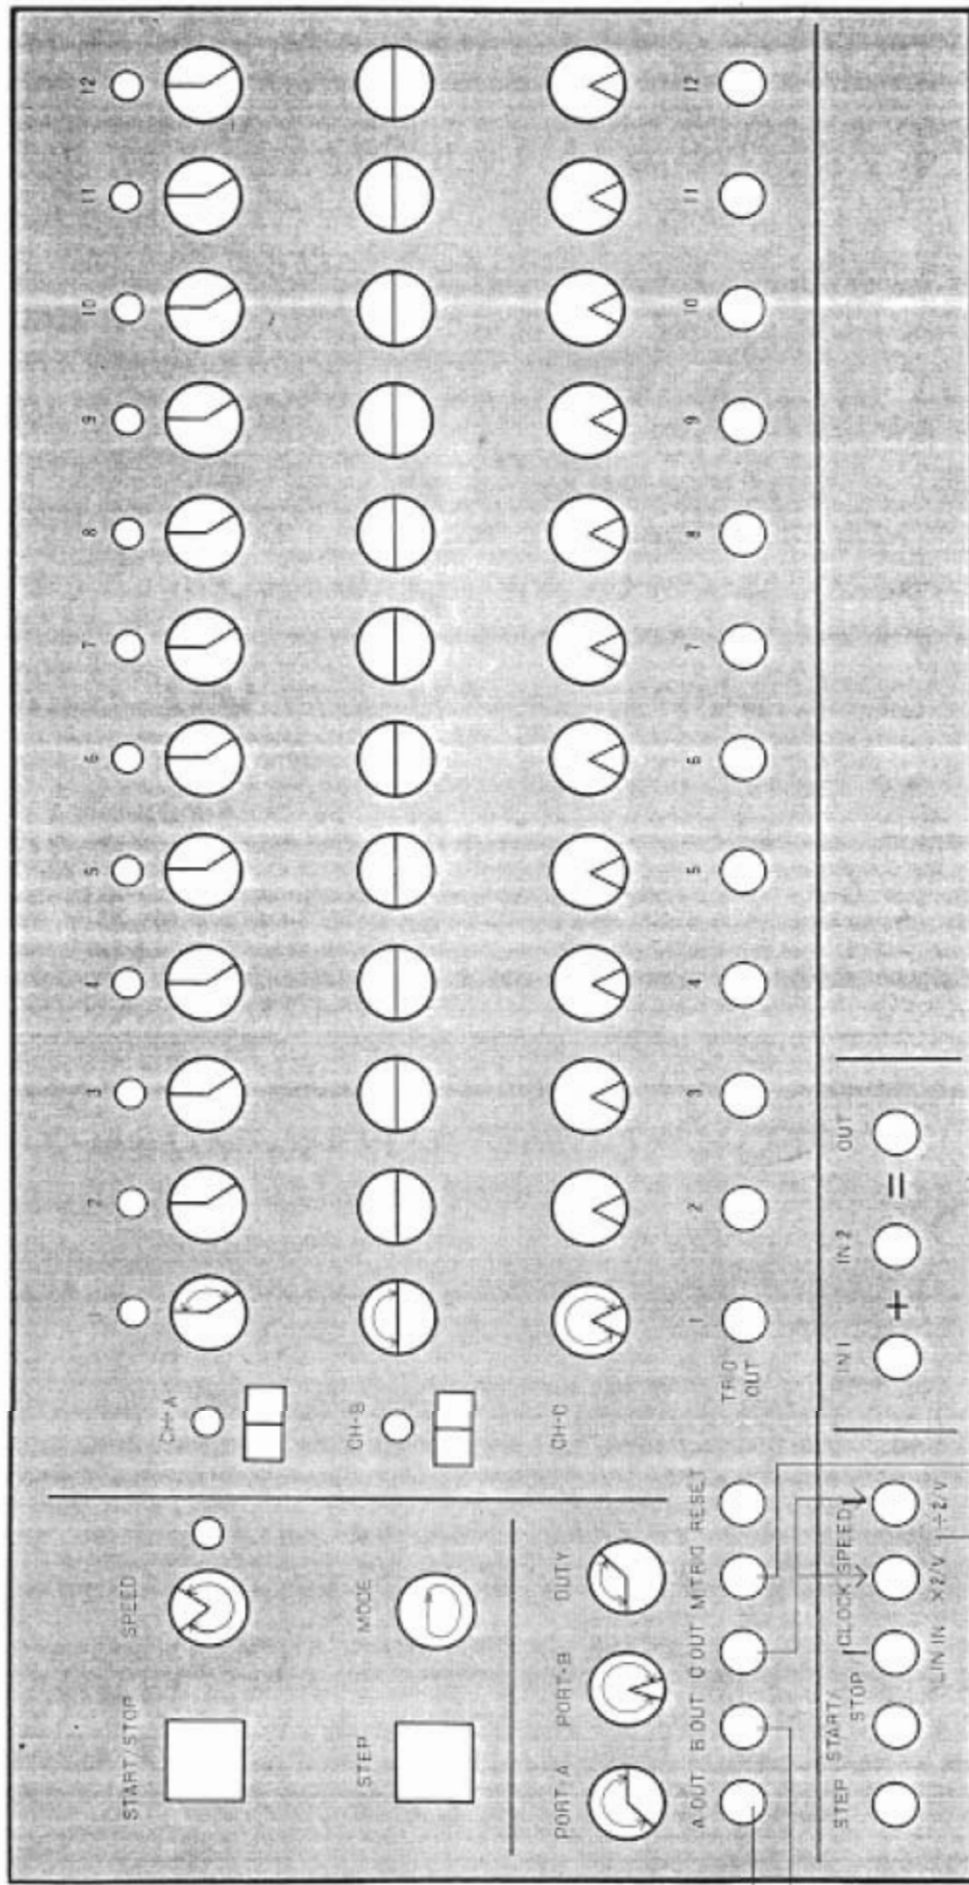 START/STOP SPEED CH-A 1 2 3 4 5 6 7 8 9 10 11 12
STEP MODE CH-B
PORT-A PORT-B DUTY CH-C
A OUT B OUT C OUT M TRIG RESET TRIG OUT 1 2 3 4 5 6 7 8 9 10 11 12
STEP START/STOP CLOCK SPEED IN 1 + IN 2 = OUT
LIN IN X2/V ÷2/V